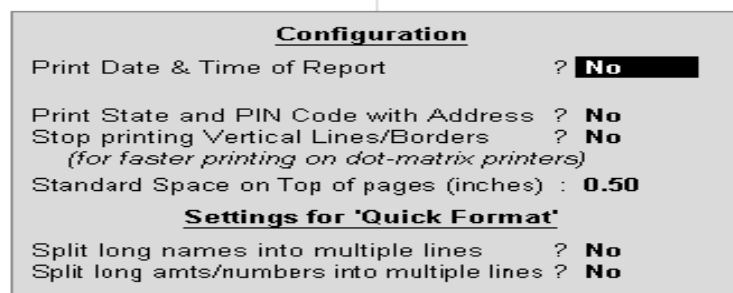 Configuration
Print Date & Time of Report ? No
Print State and PIN Code with Address ? No
Stop printing Vertical Lines/Borders ? No
(for faster printing on dot-matrix printers)
Standard Space on Top of pages (inches) : 0.50
Settings for 'Quick Format'
Split long names into multiple lines ? No
Split long amts/numbers into multiple lines ? No